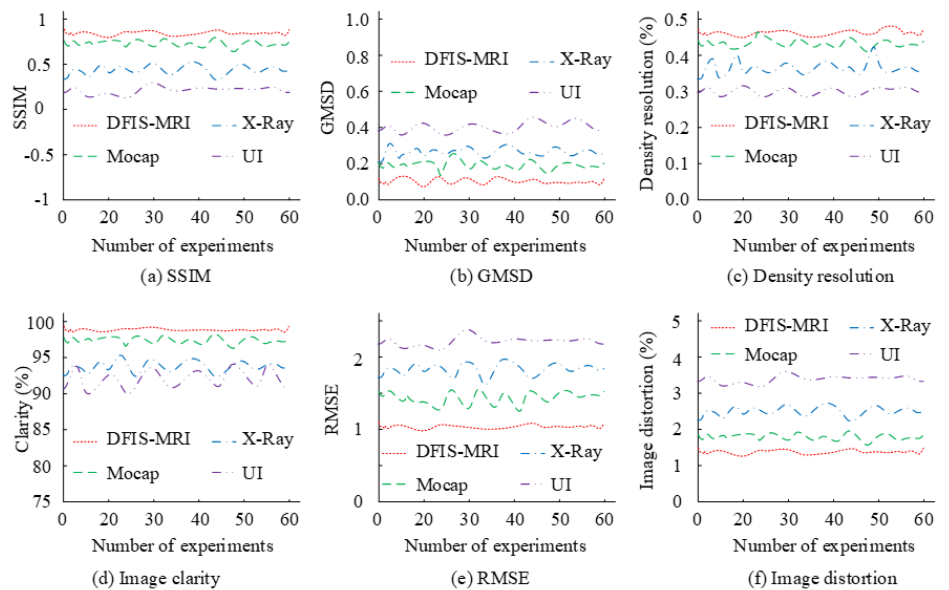 1
0.5
0
-0.5
-1
SSIM
DFIS-MRI
X-Ray
Mocap
UI
0 10 20 30 40 50 60
Number of experiments
(a) SSIM
1.0
0.8
0.6
0.4
0.2
0.0
GMSD
DFIS-MRI
X-Ray
Mocap
UI
0 10 20 30 40 50 60
Number of experiments
(b) GMSD
0.5
0.4
0.3
0.2
0.1
0.0
Density resolution (%)
DFIS-MRI
X-Ray
Mocap
UI
0 10 20 30 40 50 60
Number of experiments
(c) Density resolution
100
95
90
85
80
75
Clarity (%)
DFIS-MRI
X-Ray
Mocap
UI
0 10 20 30 40 50 60
Number of experiments
(d) Image clarity
2
1
0
RMSE
DFIS-MRI
X-Ray
Mocap
UI
0 10 20 30 40 50 60
Number of experiments
(e) RMSE
5
4
3
2
1
0
Image distortion (%)
DFIS-MRI
X-Ray
Mocap
UI
0 10 20 30 40 50 60
Number of experiments
(f) Image distortion